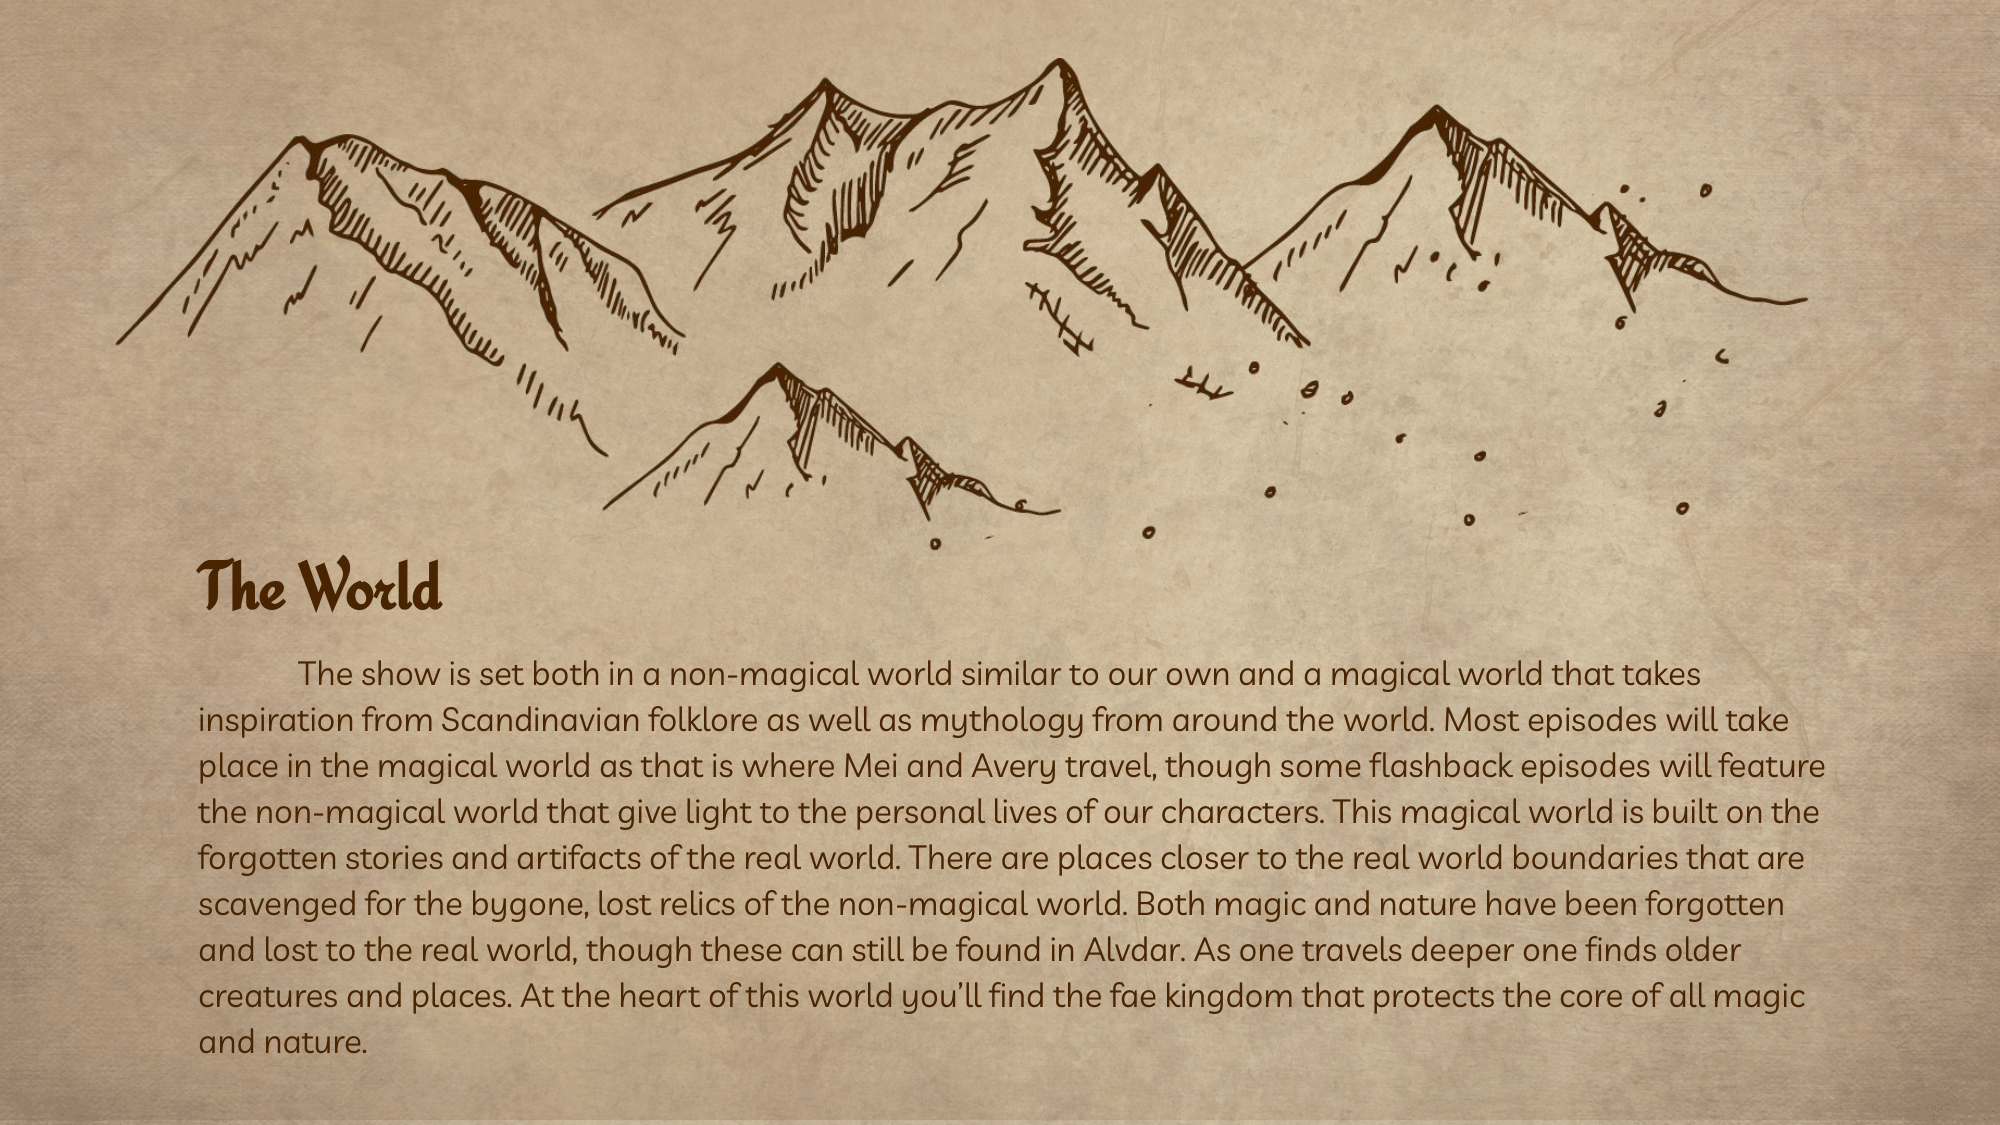 The World
The show is set both in a non-magical world similar to our own and a magical world that takes
inspiration from Scandinavian folklore as well as mythology from around the world. Most episodes will take
place in the magical world as that is where Mei and Avery travel, though some flashback episodes will feature
the non-magical world that give light to the personal lives of our characters. This magical world is built on the
forgotten stories and artifacts of the real world. There are places closer to the real world boundaries that are
scavenged for the bygone, lost relics of the non-magical world. Both magic and nature have been forgotten
and lost to the real world, though these can still be found in Alvdar. As one travels deeper one finds older
creatures and places. At the heart of this world you’ll find the fae kingdom that protects the core of all magic
and nature.